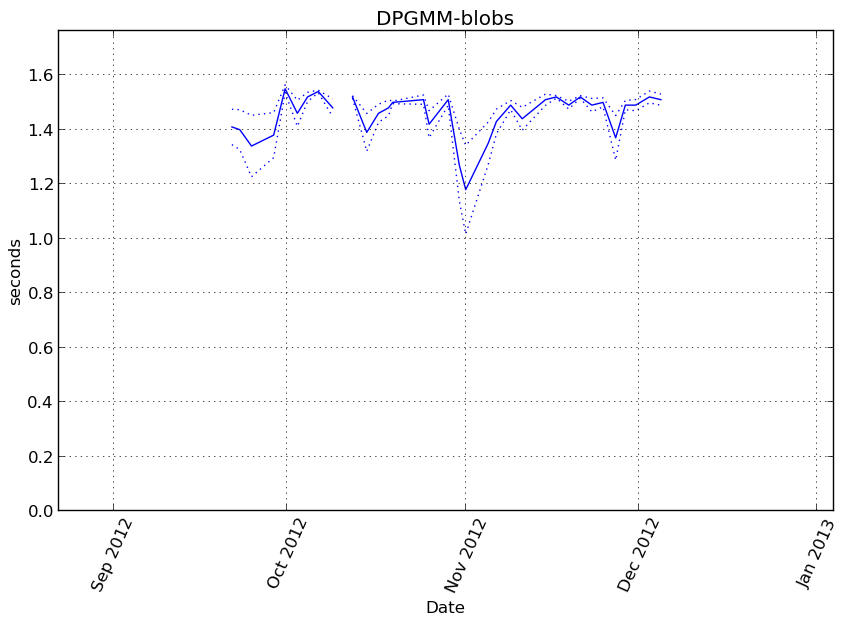 DPGMM-blobs
1.6
1.4
1.2
1.0
0.8
0.6
0.4
0.2
0.0
seconds
Sep 2012
Oct 2012
Nov 2012
Dec 2012
Jan 2013
Date